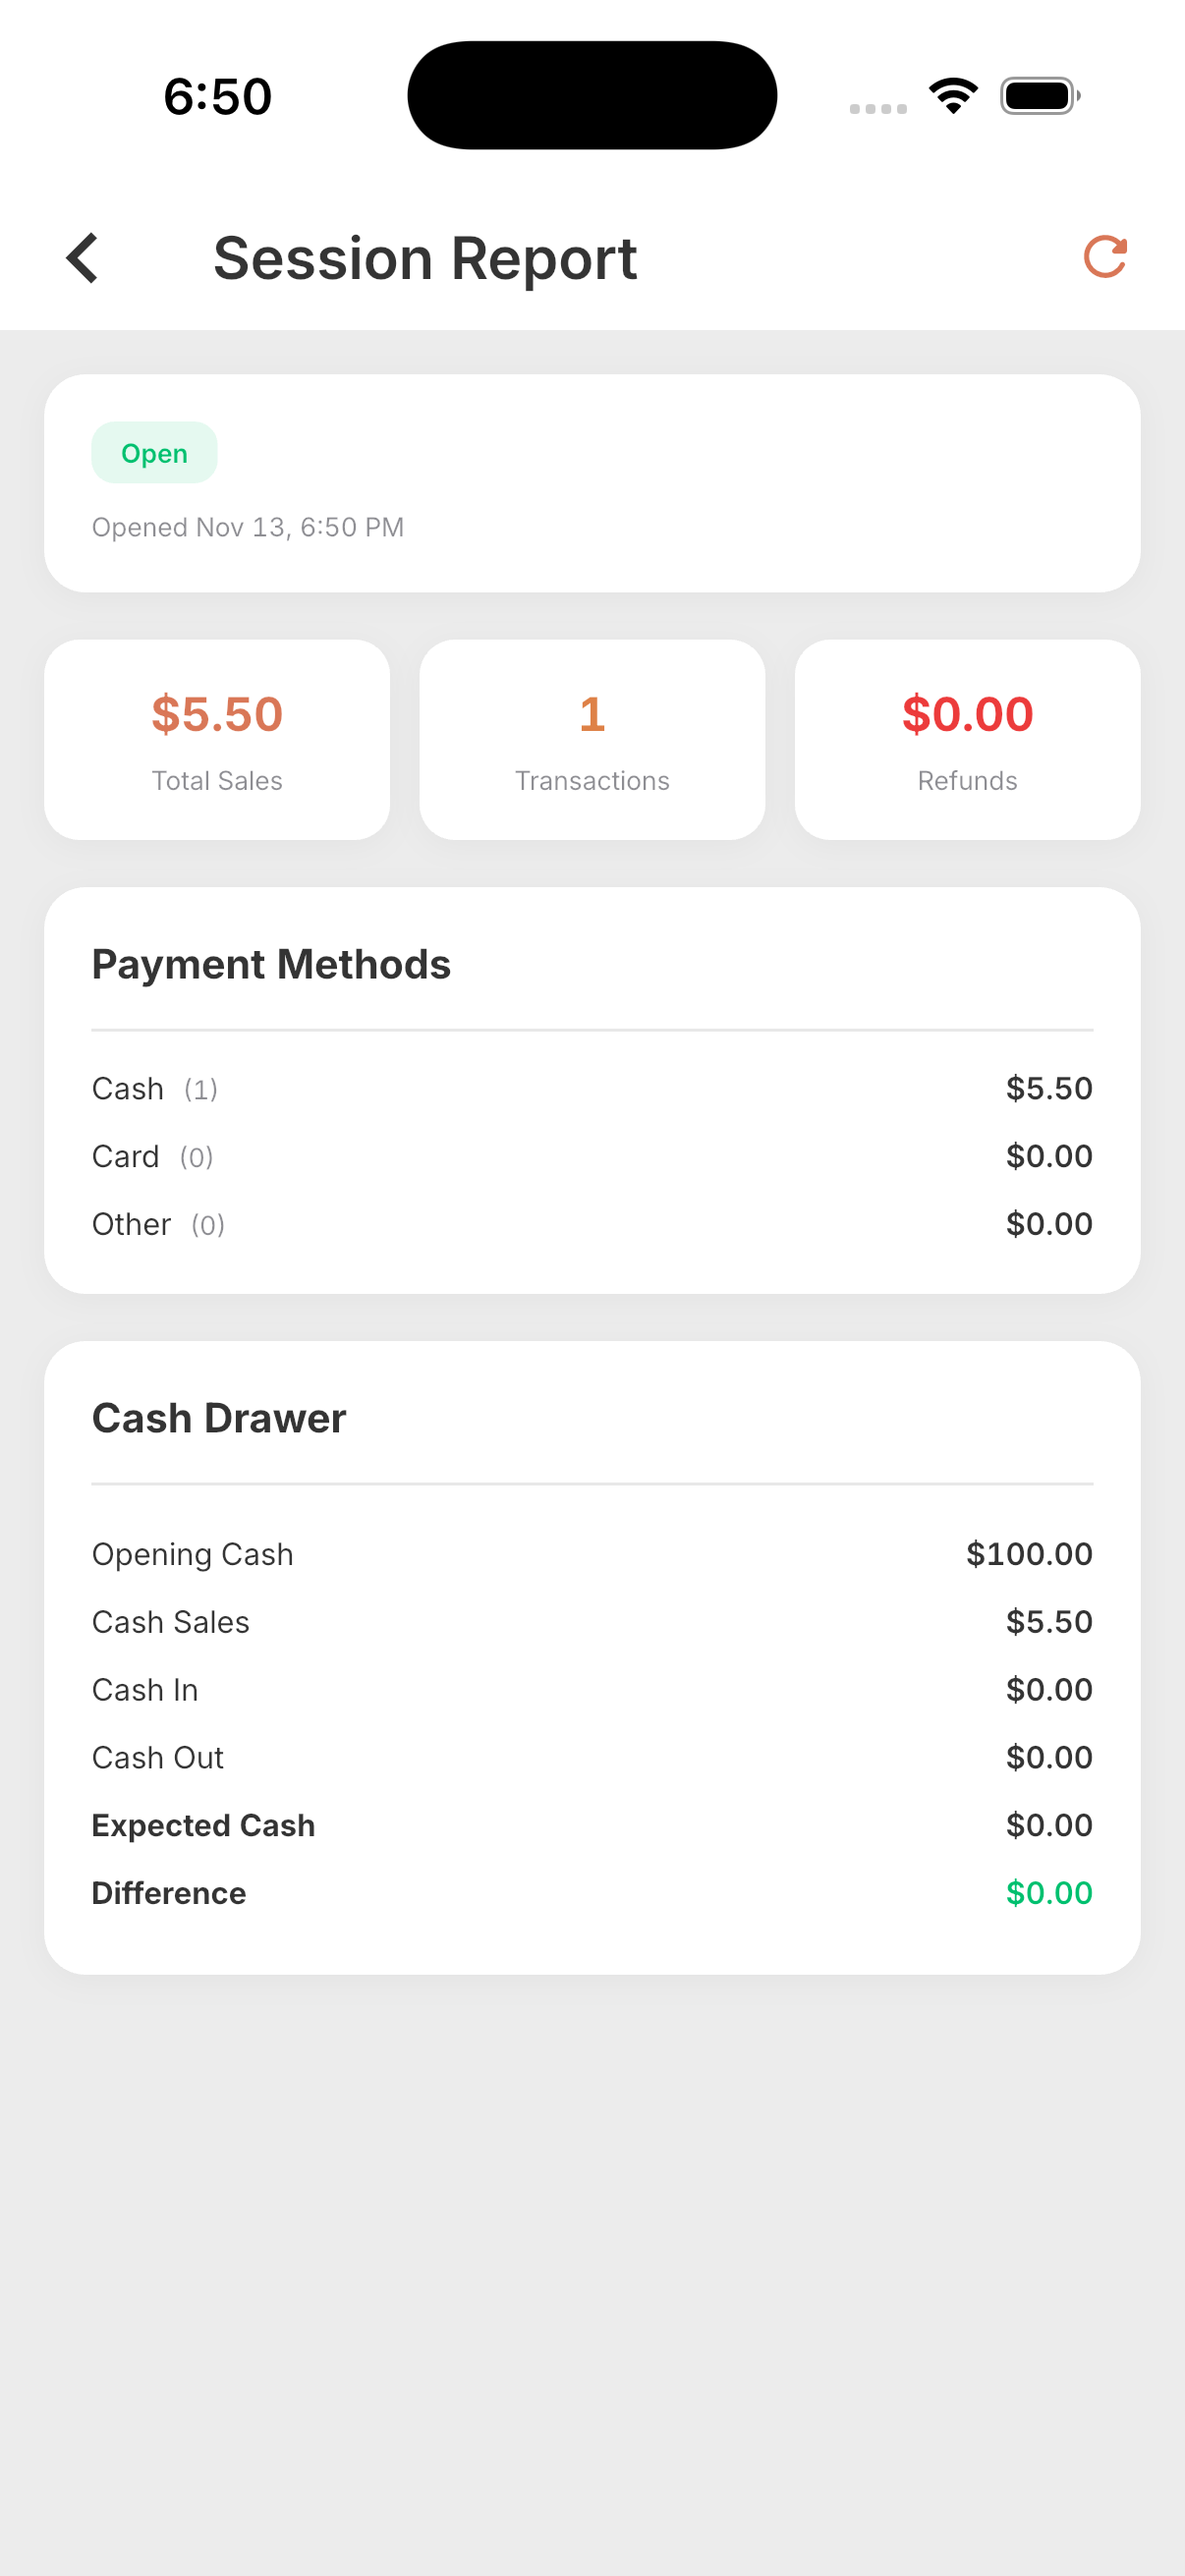 6:50
Session Report
Open
Opened Nov 13, 6:50 PM
$5.50
Total Sales
1
Transactions
$0.00
Refunds
Payment Methods
Cash (1) $5.50
Card (0) $0.00
Other (0) $0.00
Cash Drawer
Opening Cash $100.00
Cash Sales $5.50
Cash In $0.00
Cash Out $0.00
Expected Cash $0.00
Difference $0.00